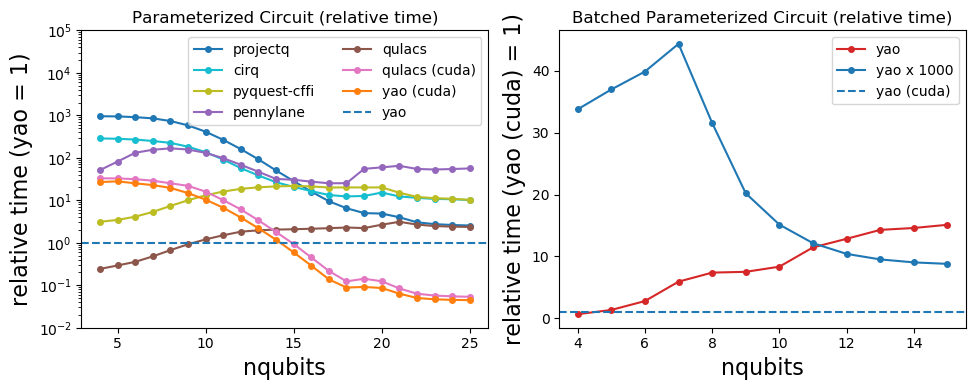 Parameterized Circuit (relative time)
relative time (yao = 1)
10^5
10^4
10^3
10^2
10^1
10^0
10^−1
10^−2
projectq
cirq
pyquest-cffi
pennylane
qulacs
qulacs (cuda)
yao (cuda)
yao
5 10 15 20 25
nqubits
Batched Parameterized Circuit (relative time)
relative time (yao (cuda) = 1)
40
30
20
10
0
yao
yao x 1000
yao (cuda)
4 6 8 10 12 14
nqubits